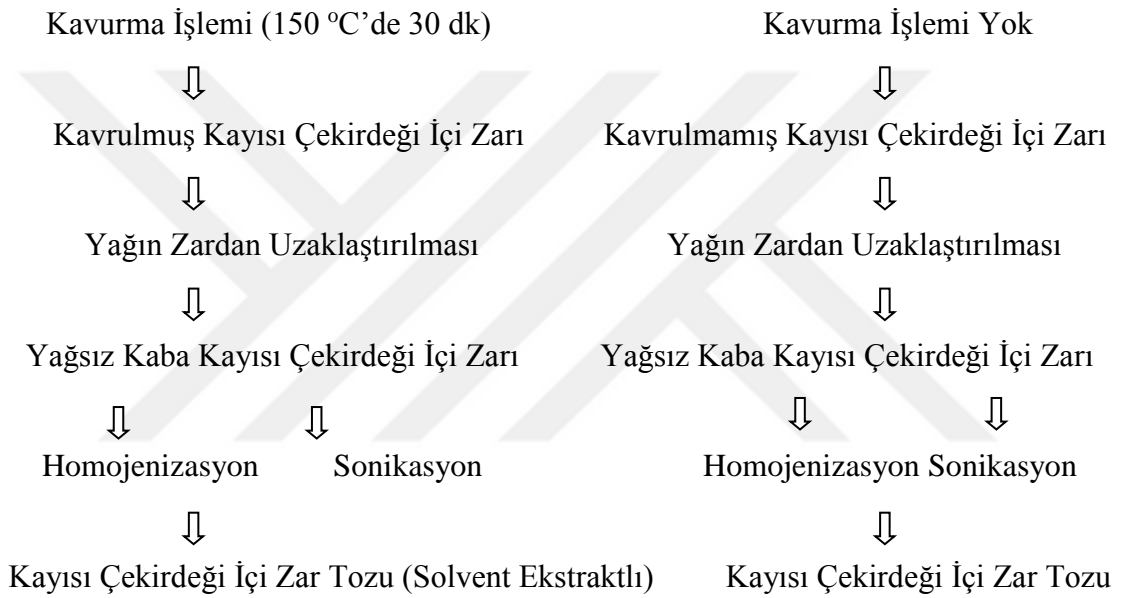 Kavurma İşlemi (150 ºC’de 30 dk) Kavurma İşlemi Yok
Kavrulmuş Kayısı Çekirdeği İçi Zarı Kavrulmamış Kayısı Çekirdeği İçi Zarı
Yağın Zardan Uzaklaştırılması Yağın Zardan Uzaklaştırılması
Yağsız Kaba Kayısı Çekirdeği İçi Zarı Yağsız Kaba Kayısı Çekirdeği İçi Zarı
Homojenizasyon Sonikasyon Homojenizasyon Sonikasyon
Kayısı Çekirdeği İçi Zar Tozu (Solvent Ekstraktlı) Kayısı Çekirdeği İçi Zar Tozu